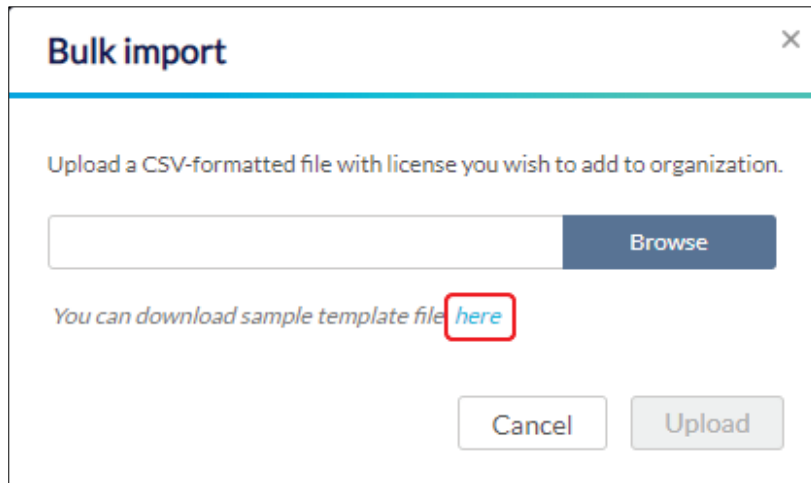 Bulk import
Upload a CSV-formatted file with license you wish to add to organization.
Browse
You can download sample template file here
Cancel
Upload